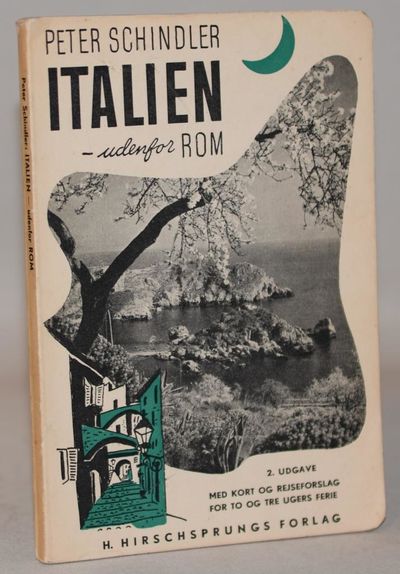 PETER SCHINDLER
ITALIEN
- udenfor ROM
2. UDGAVE
MED KORT OG REJSEFORSLAG
FOR TO OG TRE UGERS FERIE
H. HIRSCHSPRUNGS FORLAG
Peter Schindler: ITALIEN — udenfor ROM